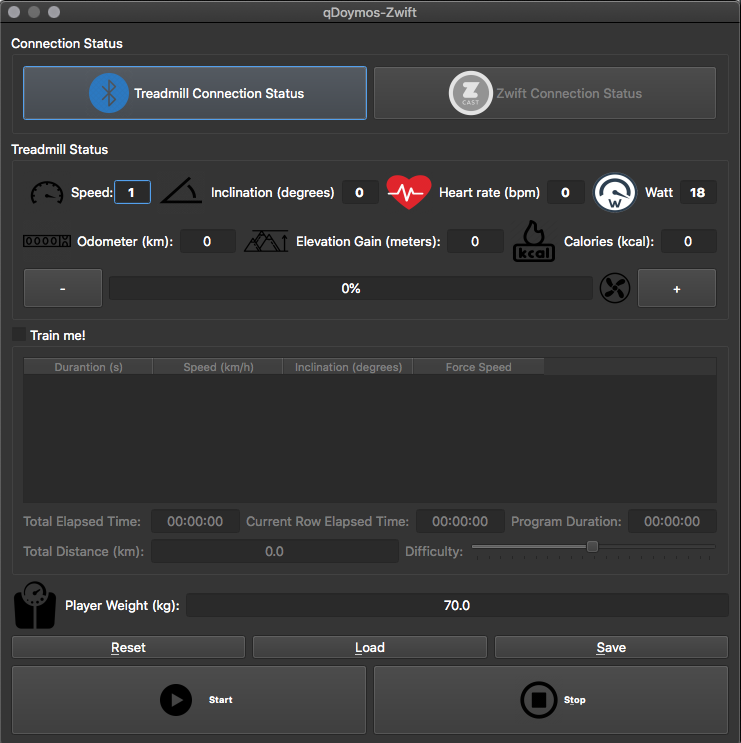 qDoymos-Zwift
Connection Status
Treadmill Connection Status
Z CAST Zwift Connection Status
Treadmill Status
Speed: 1 Inclination (degrees) 0 Heart rate (bpm) 0 W Watt 18
00000 Odometer (km): 0 Elevation Gain (meters): 0 kcal Calories (kcal): 0
- 0% +
Train me!
Durantion (s) Speed (km/h) Inclination (degrees) Force Speed
Total Elapsed Time: 00:00:00 Current Row Elapsed Time: 00:00:00 Program Duration: 00:00:00
Total Distance (km): 0.0 Difficulty:
Player Weight (kg): 70.0
Reset Load Save
Start Stop